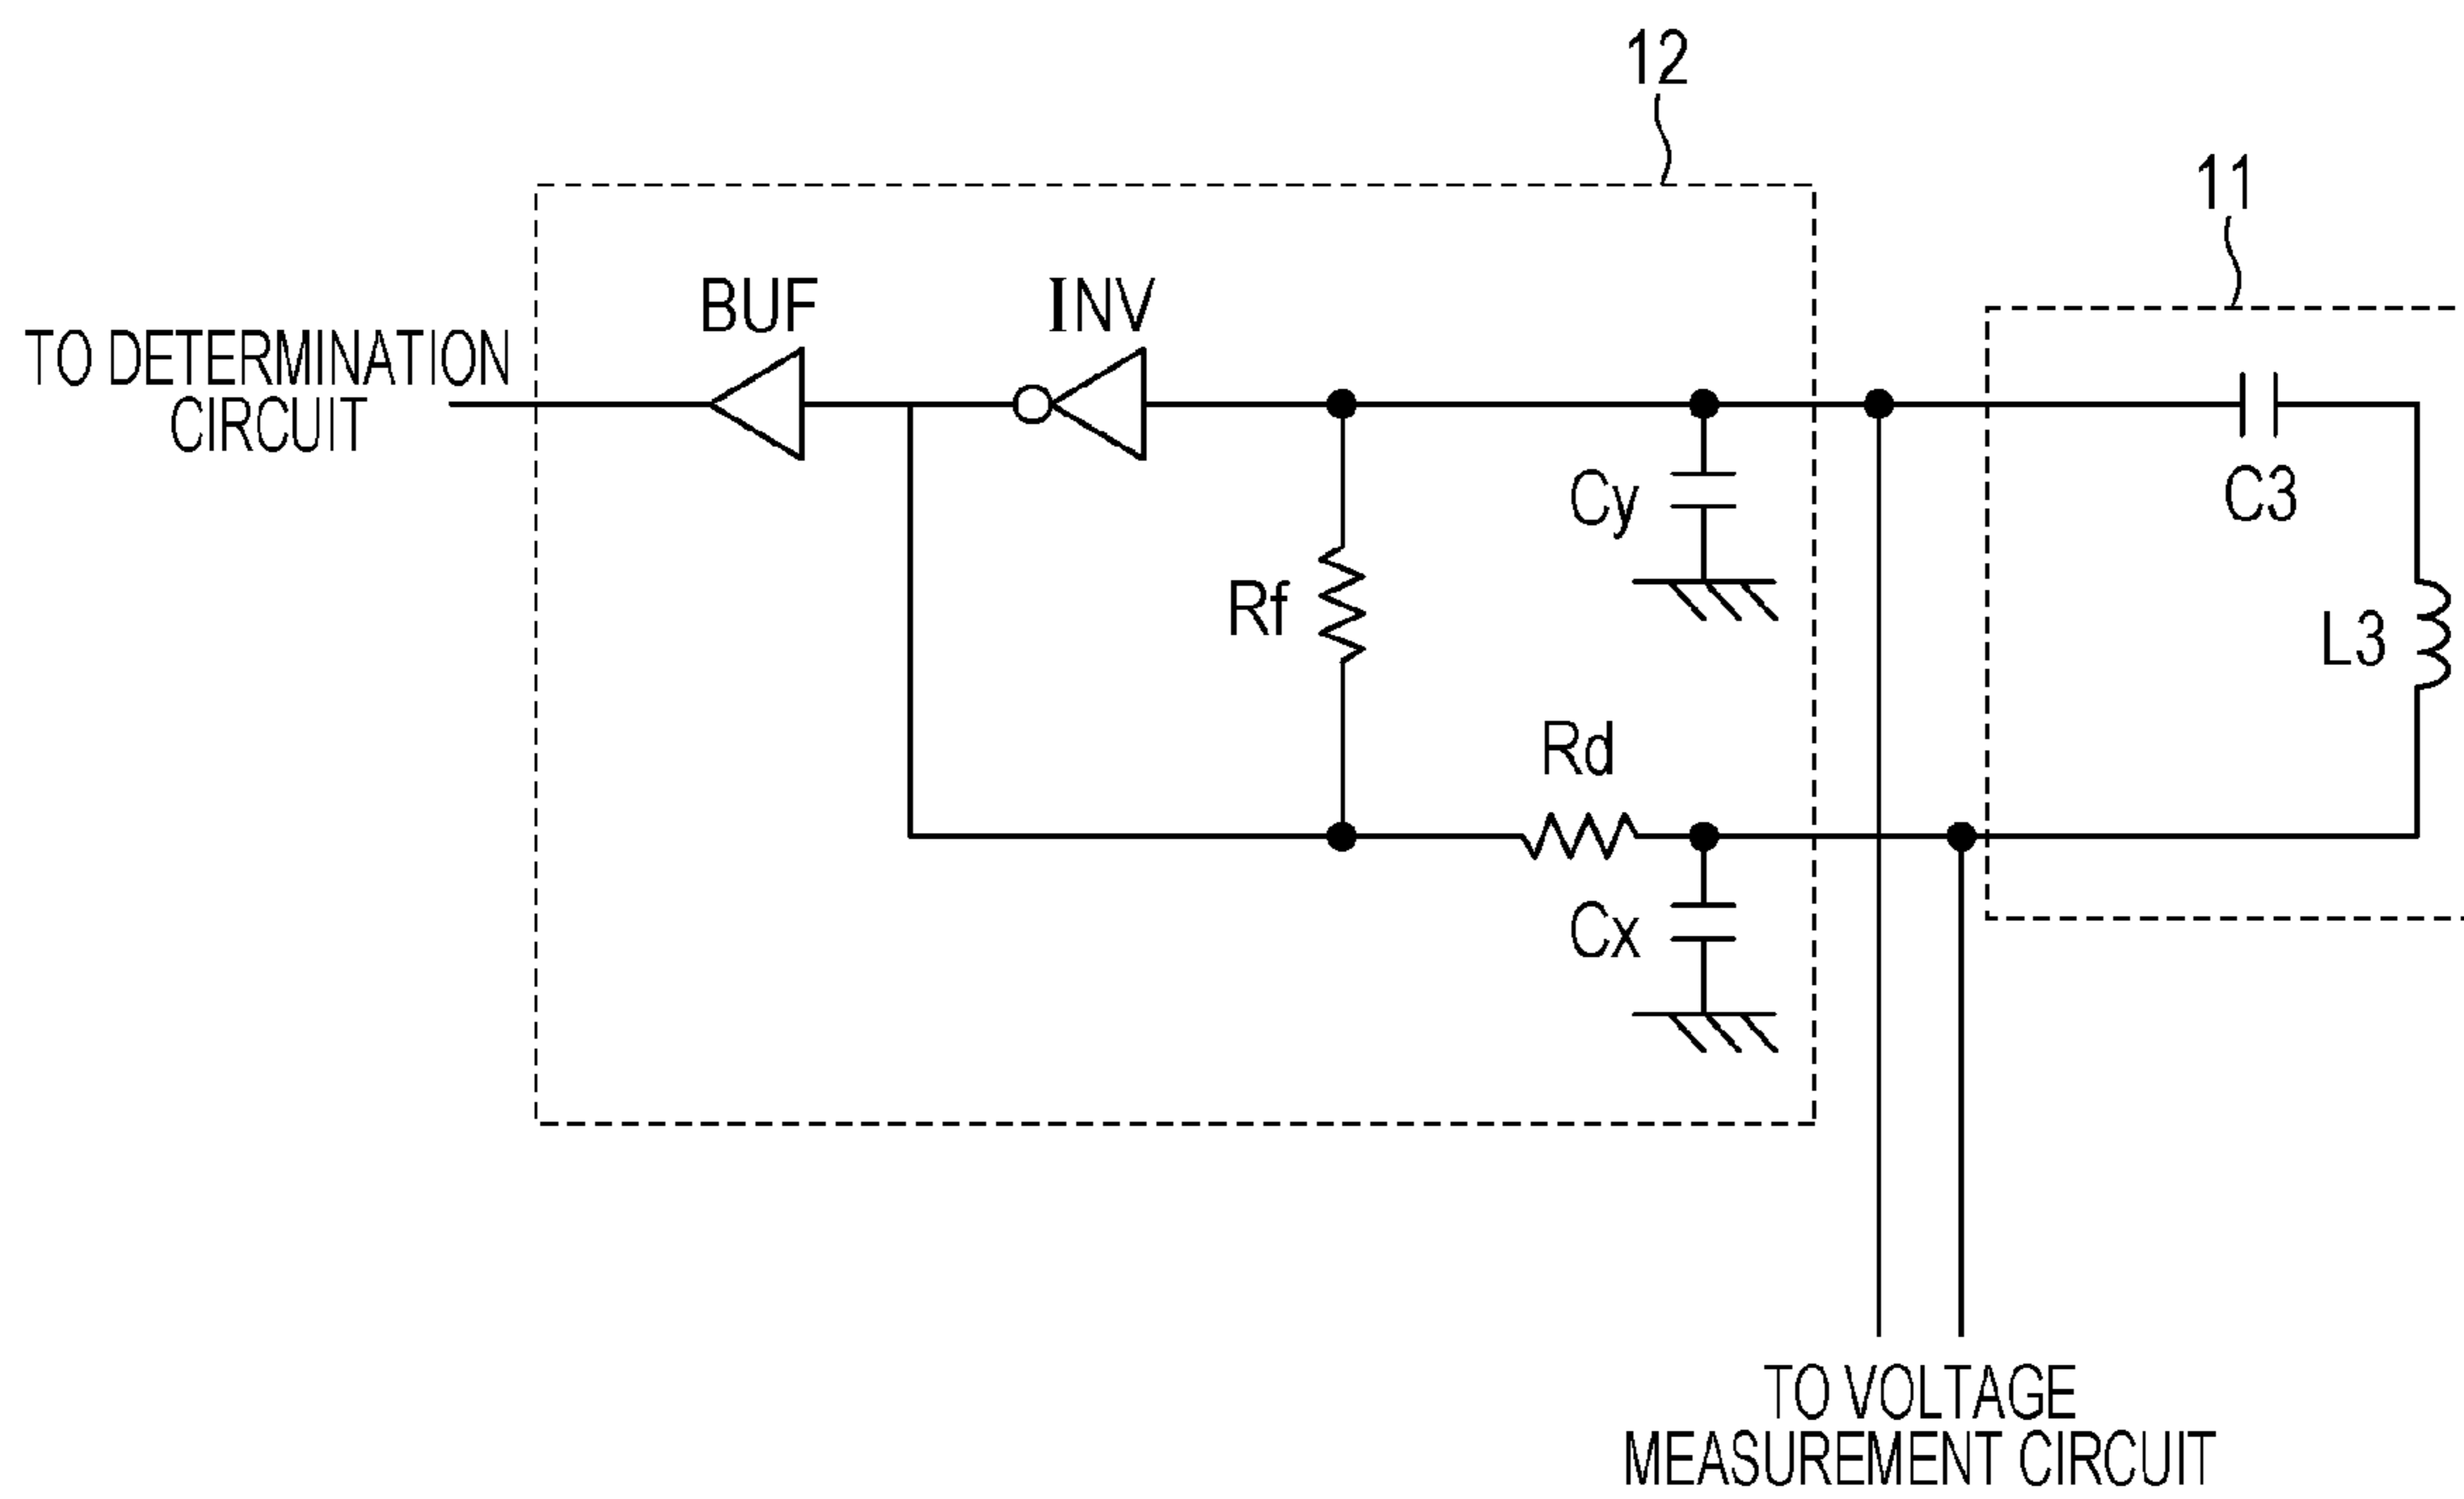 12
11
BUF
INV
TO DETERMINATION
CIRCUIT
C3
Cy
Rf
L3
Rd
Cx
TO VOLTAGE
MEASUREMENT CIRCUIT